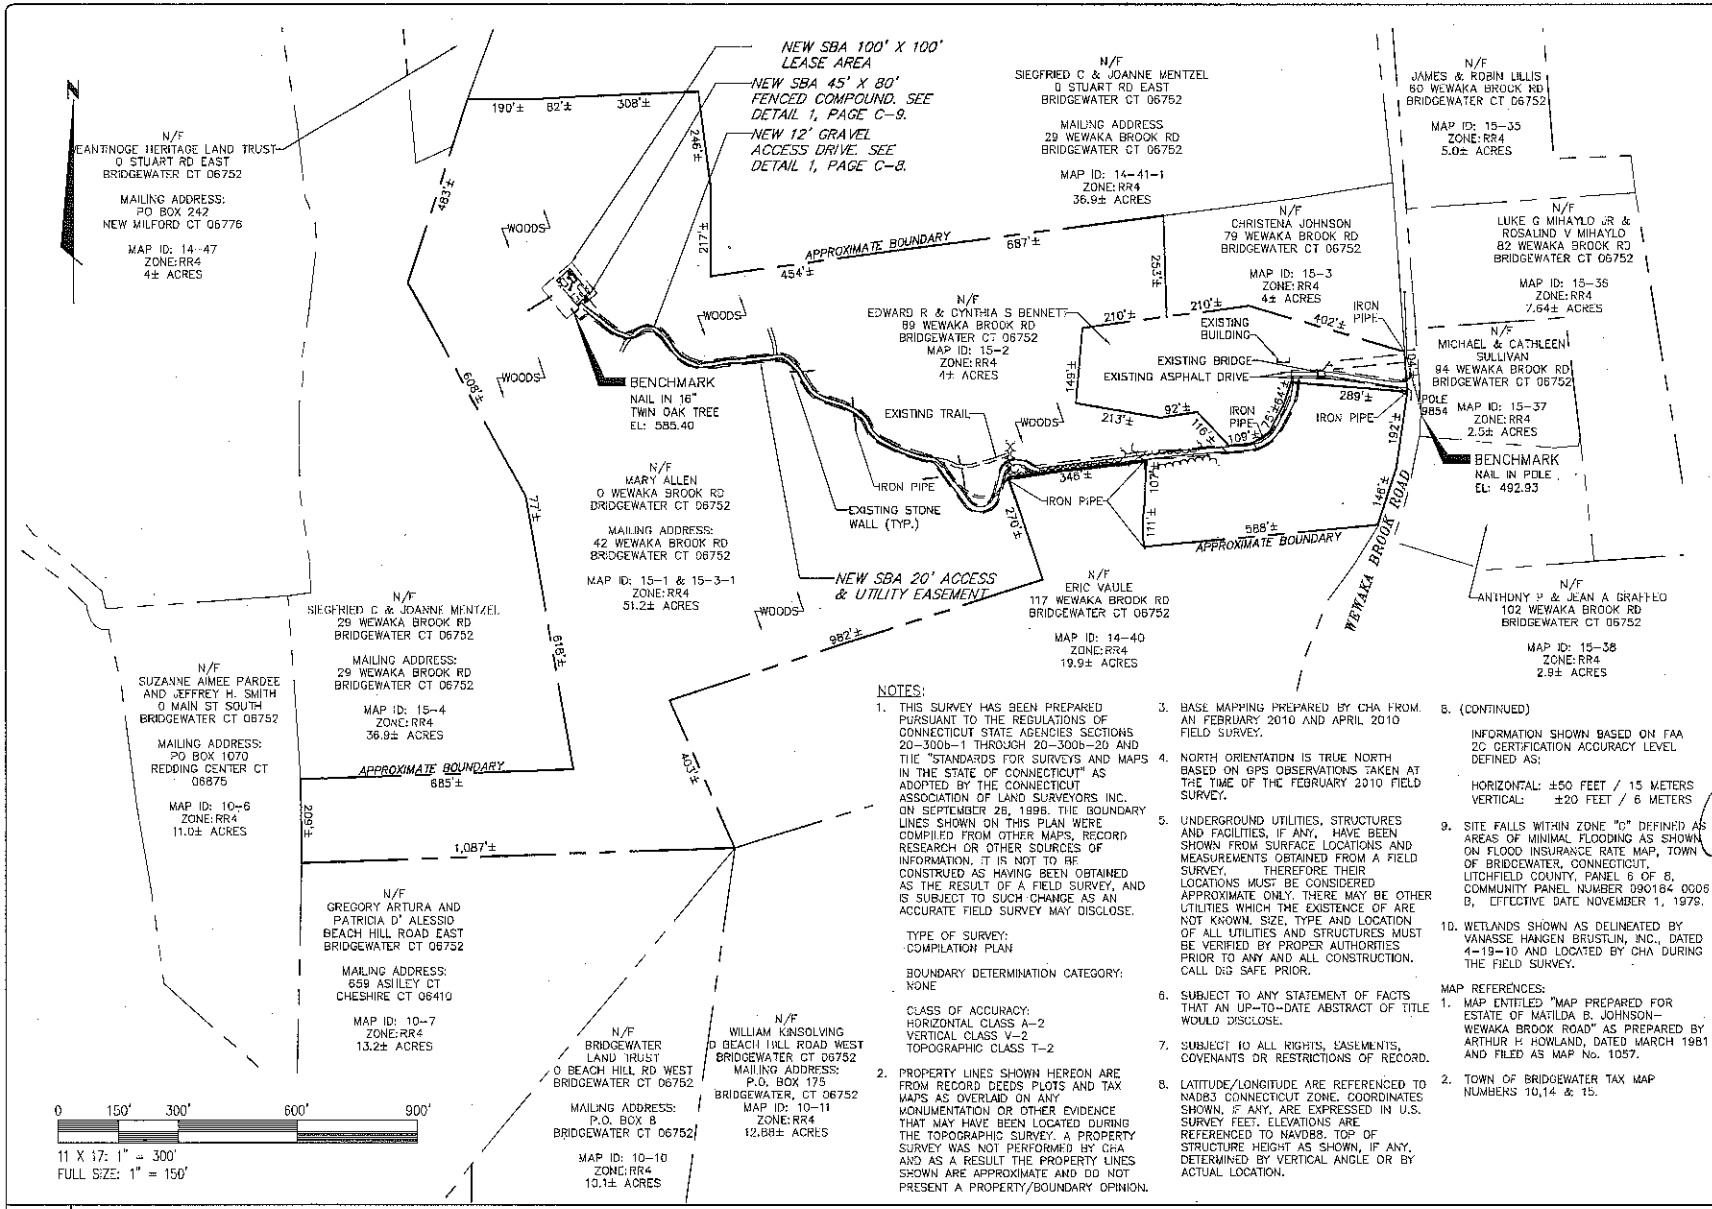 NEW SBA 100' X 100'
LEASE AREA
NEW SBA 45' X 80'
FENCED COMPOUND. SEE
DETAIL 1, PAGE C-9.
NEW 12' GRAVEL
ACCESS DRIVE. SEE
DETAIL 1, PAGE C-8.
N
N/F
EANTINOGE HERITAGE LAND TRUST
0 STUART RD EAST
BRIDGEWATER CT 06752
MAILING ADDRESS:
PO BOX 242
NEW MILFORD CT 06776
MAP ID: 14-47
ZONE:RR4
4± ACRES
190'±
82'±
308'±
246'±
217'±
483'±
608'±
77'±
618'±
WOODS
WOODS
WOODS
WOODS
WOODS
N/F
SIEGFRIED C & JOANNE MENTZEL
0 STUART RD EAST
BRIDGEWATER CT 06752
MAILING ADDRESS
29 WEWAKA BROOK RD
BRIDGEWATER CT 06752
MAP ID: 14-41-1
ZONE:RR4
36.9± ACRES
N/F
JAMES & ROBIN LILLIS
60 WEWAKA BROOK RD
BRIDGEWATER CT 06752
MAP ID: 15-35
ZONE:RR4
5.0± ACRES
N/F
LUKE G MIHAYLO JR &
ROSALIND V MIHAYLO
82 WEWAKA BROOK RD
BRIDGEWATER CT 06752
MAP ID: 15-36
ZONE:RR4
7.64± ACRES
N/F
CHRISTENA JOHNSON
79 WEWAKA BROOK RD
BRIDGEWATER CT 06752
MAP ID: 15-3
ZONE:RR4
4± ACRES
APPROXIMATE BOUNDARY
454'±
687'±
253'±
210'±
210'±
402'±
IRON
PIPE
N/F
EDWARD R & CYNTHIA S BENNETT
89 WEWAKA BROOK RD
BRIDGEWATER CT 06752
MAP ID: 15-2
ZONE:RR4
4± ACRES
EXISTING
BUILDING
EXISTING BRIDGE
EXISTING ASPHALT DRIVE
149'±
213'±
92'±
116'±
109'±
75'±
64'±
289'±
IRON
PIPE
IRON PIPE
N/F
MICHAEL & CATHLEEN
SULLIVAN
94 WEWAKA BROOK RD
BRIDGEWATER CT 06752
MAP ID: 15-37
ZONE:RR4
2.5± ACRES
POLE
9854
BENCHMARK
NAIL IN POLE
EL: 492.93
BENCHMARK
NAIL IN 16"
TWIN OAK TREE
EL: 585.40
EXISTING TRAIL
IRON PIPE
IRON PIPE
EXISTING STONE
WALL (TYP.)
348'±
107'±
171'±
270'±
192'±
146'±
588'±
APPROXIMATE BOUNDARY
WEWAKA BROOK ROAD
N/F
MARY ALLEN
0 WEWAKA BROOK RD
BRIDGEWATER CT 06752
MAILING ADDRESS:
42 WEWAKA BROOK RD
BRIDGEWATER CT 06752
MAP ID: 15-1 & 15-3-1
ZONE:RR4
51.2± ACRES
NEW SBA 20' ACCESS
& UTILITY EASEMENT
982'±
403'±
N/F
ERIC VAULE
117 WEWAKA BROOK RD
BRIDGEWATER CT 06752
MAP ID: 14-40
ZONE:RR4
19.9± ACRES
N/F
ANTHONY P & JEAN A GRAFFEO
102 WEWAKA BROOK RD
BRIDGEWATER CT 06752
MAP ID: 15-38
ZONE:RR4
2.9± ACRES
N/F
SIEGFRIED C & JOANNE MENTZEL
29 WEWAKA BROOK RD
BRIDGEWATER CT 06752
MAILING ADDRESS:
29 WEWAKA BROOK RD
BRIDGEWATER CT 06752
MAP ID: 15-4
ZONE:RR4
36.9± ACRES
APPROXIMATE BOUNDARY
685'±
209'±
1,087'±
N/F
SUZANNE AIMEE PARDEE
AND JEFFREY H. SMITH
0 MAIN ST SOUTH
BRIDGEWATER CT 06752
MAILING ADDRESS:
PO BOX 1070
REDDING CENTER CT
06875
MAP ID: 10-6
ZONE:RR4
11.0± ACRES
N/F
GREGORY ARTURA AND
PATRICIA D' ALESSIO
BEACH HILL ROAD EAST
BRIDGEWATER CT 06752
MAILING ADDRESS:
659 ASHLEY CT
CHESHIRE CT 06410
MAP ID: 10-7
ZONE:RR4
13.2± ACRES
N/F
BRIDGEWATER
LAND TRUST
0 BEACH HILL RD WEST
BRIDGEWATER CT 06752
MAILING ADDRESS:
P.O. BOX 8
BRIDGEWATER CT 06752
MAP ID: 10-10
ZONE:RR4
10.1± ACRES
N/F
WILLIAM KINSOLVING
0 BEACH HILL ROAD WEST
BRIDGEWATER CT 06752
MAILING ADDRESS:
P.O. BOX 175
BRIDGEWATER, CT 06752
MAP ID: 10-11
ZONE:RR4
12.88± ACRES
0 150' 300' 600' 900'
11 X 17: 1" = 300'
FULL SIZE: 1" = 150'
NOTES:
1. THIS SURVEY HAS BEEN PREPARED
PURSUANT TO THE REGULATIONS OF
CONNECTICUT STATE AGENCIES SECTIONS
20-300b-1 THROUGH 20-300b-20 AND
THE "STANDARDS FOR SURVEYS AND MAPS
IN THE STATE OF CONNECTICUT" AS
ADOPTED BY THE CONNECTICUT
ASSOCIATION OF LAND SURVEYORS INC.
ON SEPTEMBER 26, 1996. THE BOUNDARY
LINES SHOWN ON THIS PLAN WERE
COMPILED FROM OTHER MAPS, RECORD
RESEARCH OR OTHER SOURCES OF
INFORMATION. IT IS NOT TO BE
CONSTRUED AS HAVING BEEN OBTAINED
AS THE RESULT OF A FIELD SURVEY, AND
IS SUBJECT TO SUCH CHANGE AS AN
ACCURATE FIELD SURVEY MAY DISCLOSE.
TYPE OF SURVEY:
COMPILATION PLAN
BOUNDARY DETERMINATION CATEGORY:
NONE
CLASS OF ACCURACY:
HORIZONTAL CLASS A-2
VERTICAL CLASS V-2
TOPOGRAPHIC CLASS T-2
2. PROPERTY LINES SHOWN HEREON ARE
FROM RECORD DEEDS PLOTS AND TAX
MAPS AS OVERLAID ON ANY
MONUMENTATION OR OTHER EVIDENCE
THAT MAY HAVE BEEN LOCATED DURING
THE TOPOGRAPHIC SURVEY. A PROPERTY
SURVEY WAS NOT PERFORMED BY CHA
AND AS A RESULT THE PROPERTY LINES
SHOWN ARE APPROXIMATE AND DO NOT
PRESENT A PROPERTY/BOUNDARY OPINION.
3. BASE MAPPING PREPARED BY CHA FROM
AN FEBRUARY 2010 AND APRIL 2010
FIELD SURVEY.
4. NORTH ORIENTATION IS TRUE NORTH
BASED ON GPS OBSERVATIONS TAKEN AT
THE TIME OF THE FEBRUARY 2010 FIELD
SURVEY.
5. UNDERGROUND UTILITIES, STRUCTURES
AND FACILITIES, IF ANY, HAVE BEEN
SHOWN FROM SURFACE LOCATIONS AND
MEASUREMENTS OBTAINED FROM A FIELD
SURVEY, THEREFORE THEIR
LOCATIONS MUST BE CONSIDERED
APPROXIMATE ONLY. THERE MAY BE OTHER
UTILITIES WHICH THE EXISTENCE OF ARE
NOT KNOWN. SIZE, TYPE AND LOCATION
OF ALL UTILITIES AND STRUCTURES MUST
BE VERIFIED BY PROPER AUTHORITIES
PRIOR TO ANY AND ALL CONSTRUCTION.
CALL DIG SAFE PRIOR.
6. SUBJECT TO ANY STATEMENT OF FACTS
THAT AN UP-TO-DATE ABSTRACT OF TITLE
WOULD DISCLOSE.
7. SUBJECT TO ALL RIGHTS, EASEMENTS,
COVENANTS OR RESTRICTIONS OF RECORD.
8. LATITUDE/LONGITUDE ARE REFERENCED TO
NAD83 CONNECTICUT ZONE. COORDINATES
SHOWN, IF ANY, ARE EXPRESSED IN U.S.
SURVEY FEET. ELEVATIONS ARE
REFERENCED TO NAVD88. TOP OF
STRUCTURE HEIGHT AS SHOWN, IF ANY,
DETERMINED BY VERTICAL ANGLE OR BY
ACTUAL LOCATION.
8. (CONTINUED)
INFORMATION SHOWN BASED ON FAA
2C CERTIFICATION ACCURACY LEVEL
DEFINED AS:
HORIZONTAL: ±50 FEET / 15 METERS
VERTICAL: ±20 FEET / 6 METERS
9. SITE FALLS WITHIN ZONE "C" DEFINED AS
AREAS OF MINIMAL FLOODING AS SHOWN
ON FLOOD INSURANCE RATE MAP, TOWN
OF BRIDGEWATER, CONNECTICUT,
LITCHFIELD COUNTY, PANEL 6 OF 8,
COMMUNITY PANEL NUMBER 090184 0006
B, EFFECTIVE DATE NOVEMBER 1, 1979.
10. WETLANDS SHOWN AS DELINEATED BY
VANASSE HANGEN BRUSTLIN, INC., DATED
4-19-10 AND LOCATED BY CHA DURING
THE FIELD SURVEY.
MAP REFERENCES:
1. MAP ENTITLED "MAP PREPARED FOR
ESTATE OF MATILDA B. JOHNSON-
WEWAKA BROOK ROAD" AS PREPARED BY
ARTHUR H HOWLAND, DATED MARCH 1981
AND FILED AS MAP No. 1057.
2. TOWN OF BRIDGEWATER TAX MAP
NUMBERS 10,14 & 15.